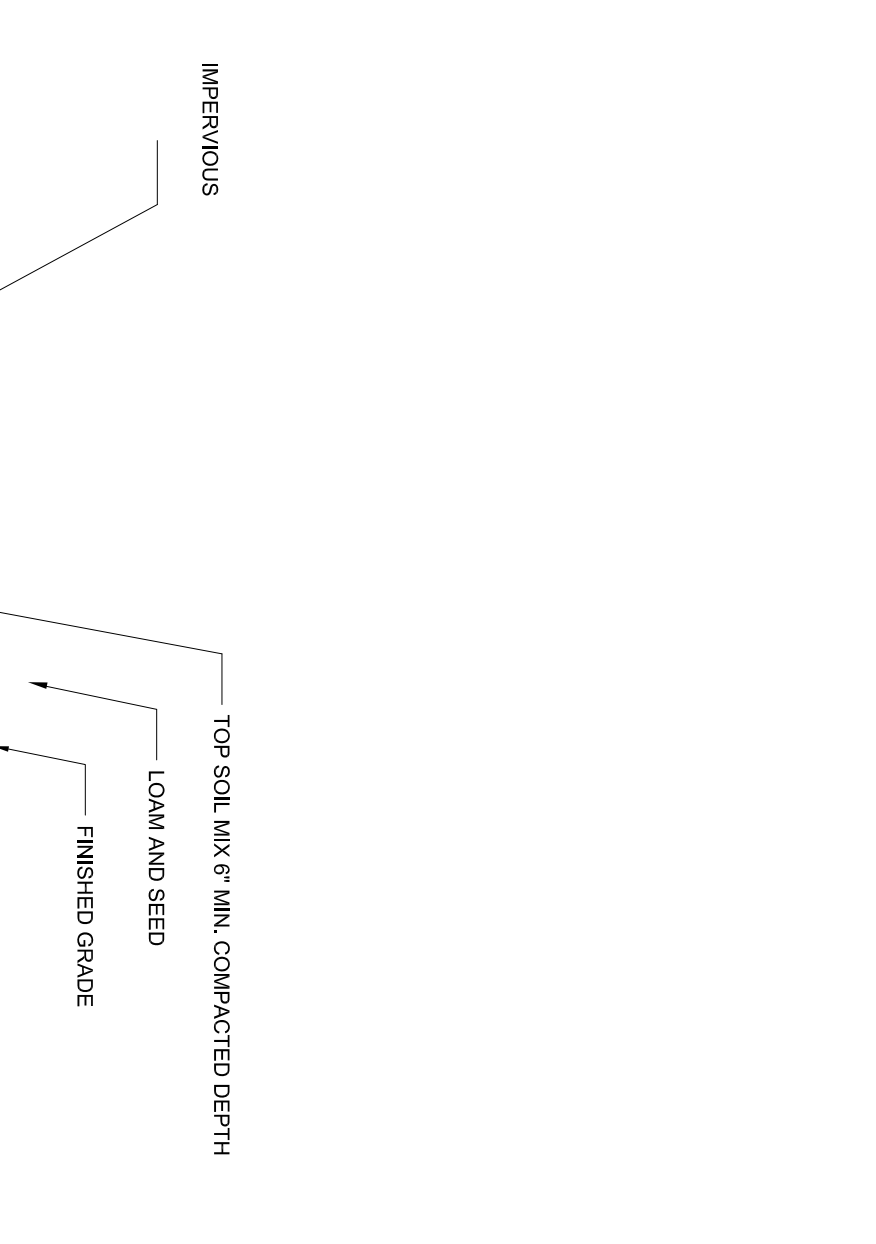 IMPERVIOUS
TOP SOIL MIX 6" MIN. COMPACTED DEPTH
LOAM AND SEED
FINISHED GRADE